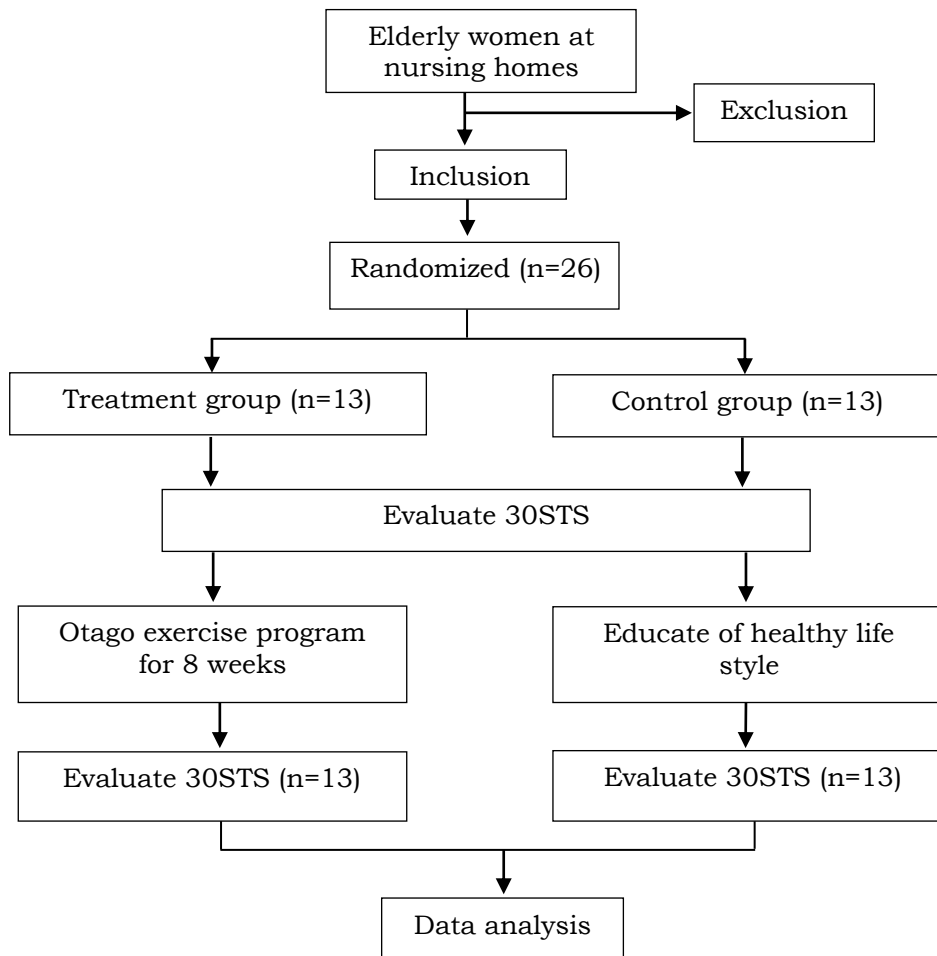 Elderly women at
nursing homes
Exclusion
Inclusion
Randomized (n=26)
Treatment group (n=13)
Control group (n=13)
Evaluate 30STS
Otago exercise program
for 8 weeks
Educate of healthy life
style
Evaluate 30STS (n=13)
Evaluate 30STS (n=13)
Data analysis